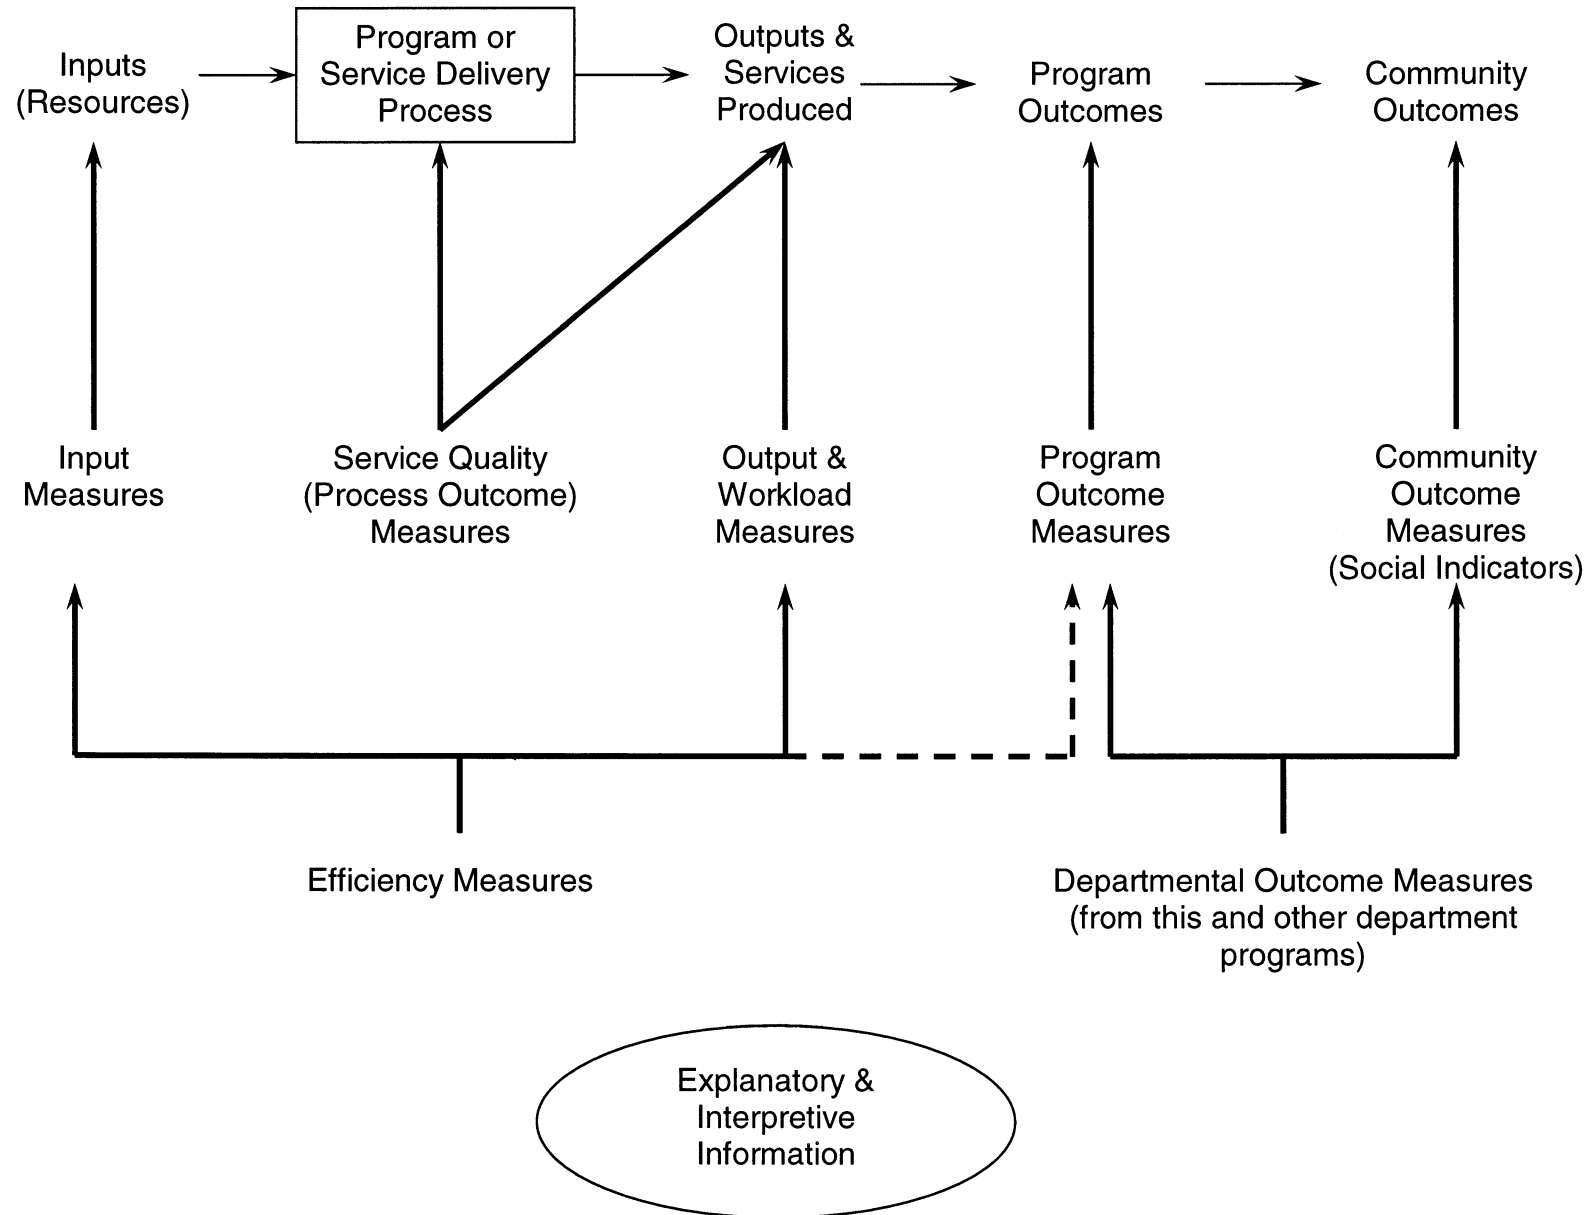 Inputs
(Resources)
Program or
Service Delivery
Process
Outputs &
Services
Produced
Program
Outcomes
Community
Outcomes
Input
Measures
Service Quality
(Process Outcome)
Measures
Output &
Workload
Measures
Program
Outcome
Measures
Community
Outcome
Measures
(Social Indicators)
Efficiency Measures
Departmental Outcome Measures
(from this and other department
programs)
Explanatory &
Interpretive
Information